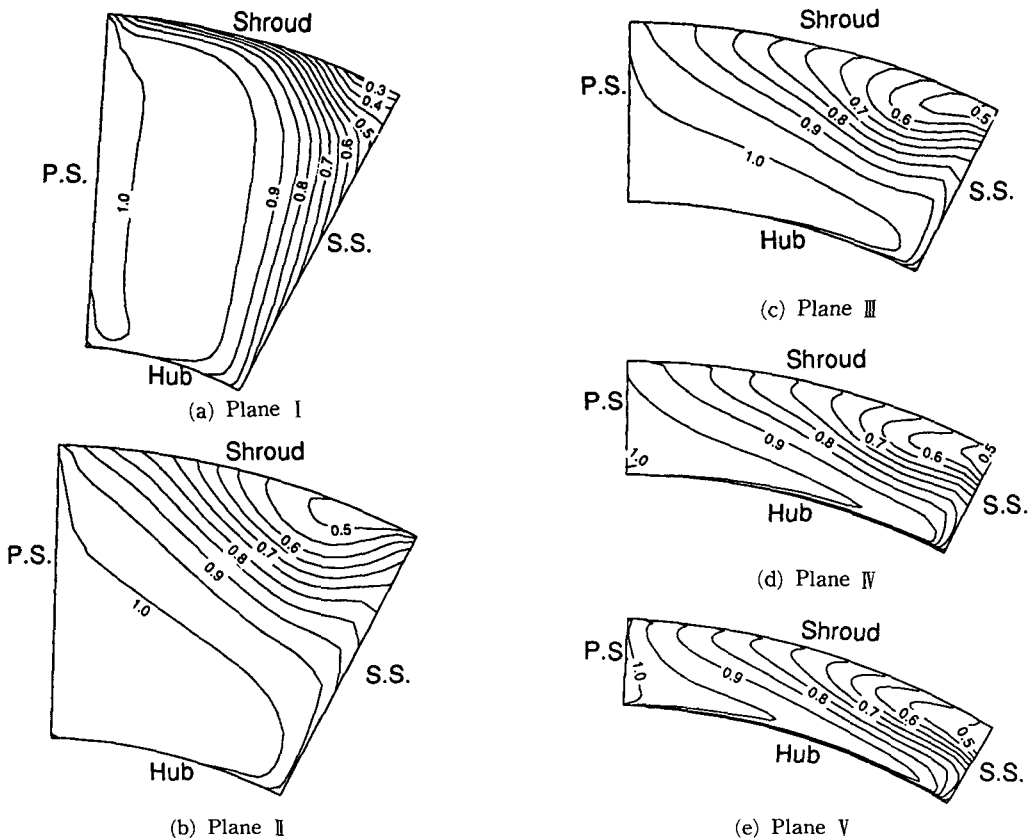 Shroud
0.3
0.4
0.5
0.6
0.7
0.8
0.9
1.0
P.S.
S.S.
Hub
(a) Plane Ⅰ
Shroud
0.5
0.6
0.7
0.8
0.9
1.0
P.S.
S.S.
Hub
(b) Plane Ⅱ
Shroud
P.S.
0.7
0.6
0.5
0.8
0.9
1.0
S.S.
Hub
(c) Plane Ⅲ
Shroud
P.S
0.5
0.6
0.7
0.8
0.9
1.0
S.S.
Hub
(d) Plane Ⅳ
Shroud
P.S
1.0
0.9
0.8
0.7
0.6
0.5
S.S.
Hub
(e) Plane Ⅴ